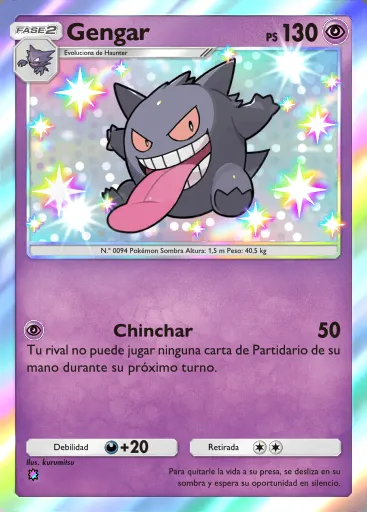 FASE 2 Gengar PS 130
Evoluciona de Haunter
N.º 0094 Pokémon Sombra Altura: 1,5 m Peso: 40,5 kg
Chinchar 50
Tu rival no puede jugar ninguna carta de Partidario de su
mano durante su próximo turno.
Debilidad +20 Retirada
Ilus. kurumitsu
Para quitarle la vida a su presa, se desliza en su
sombra y espera su oportunidad en silencio.